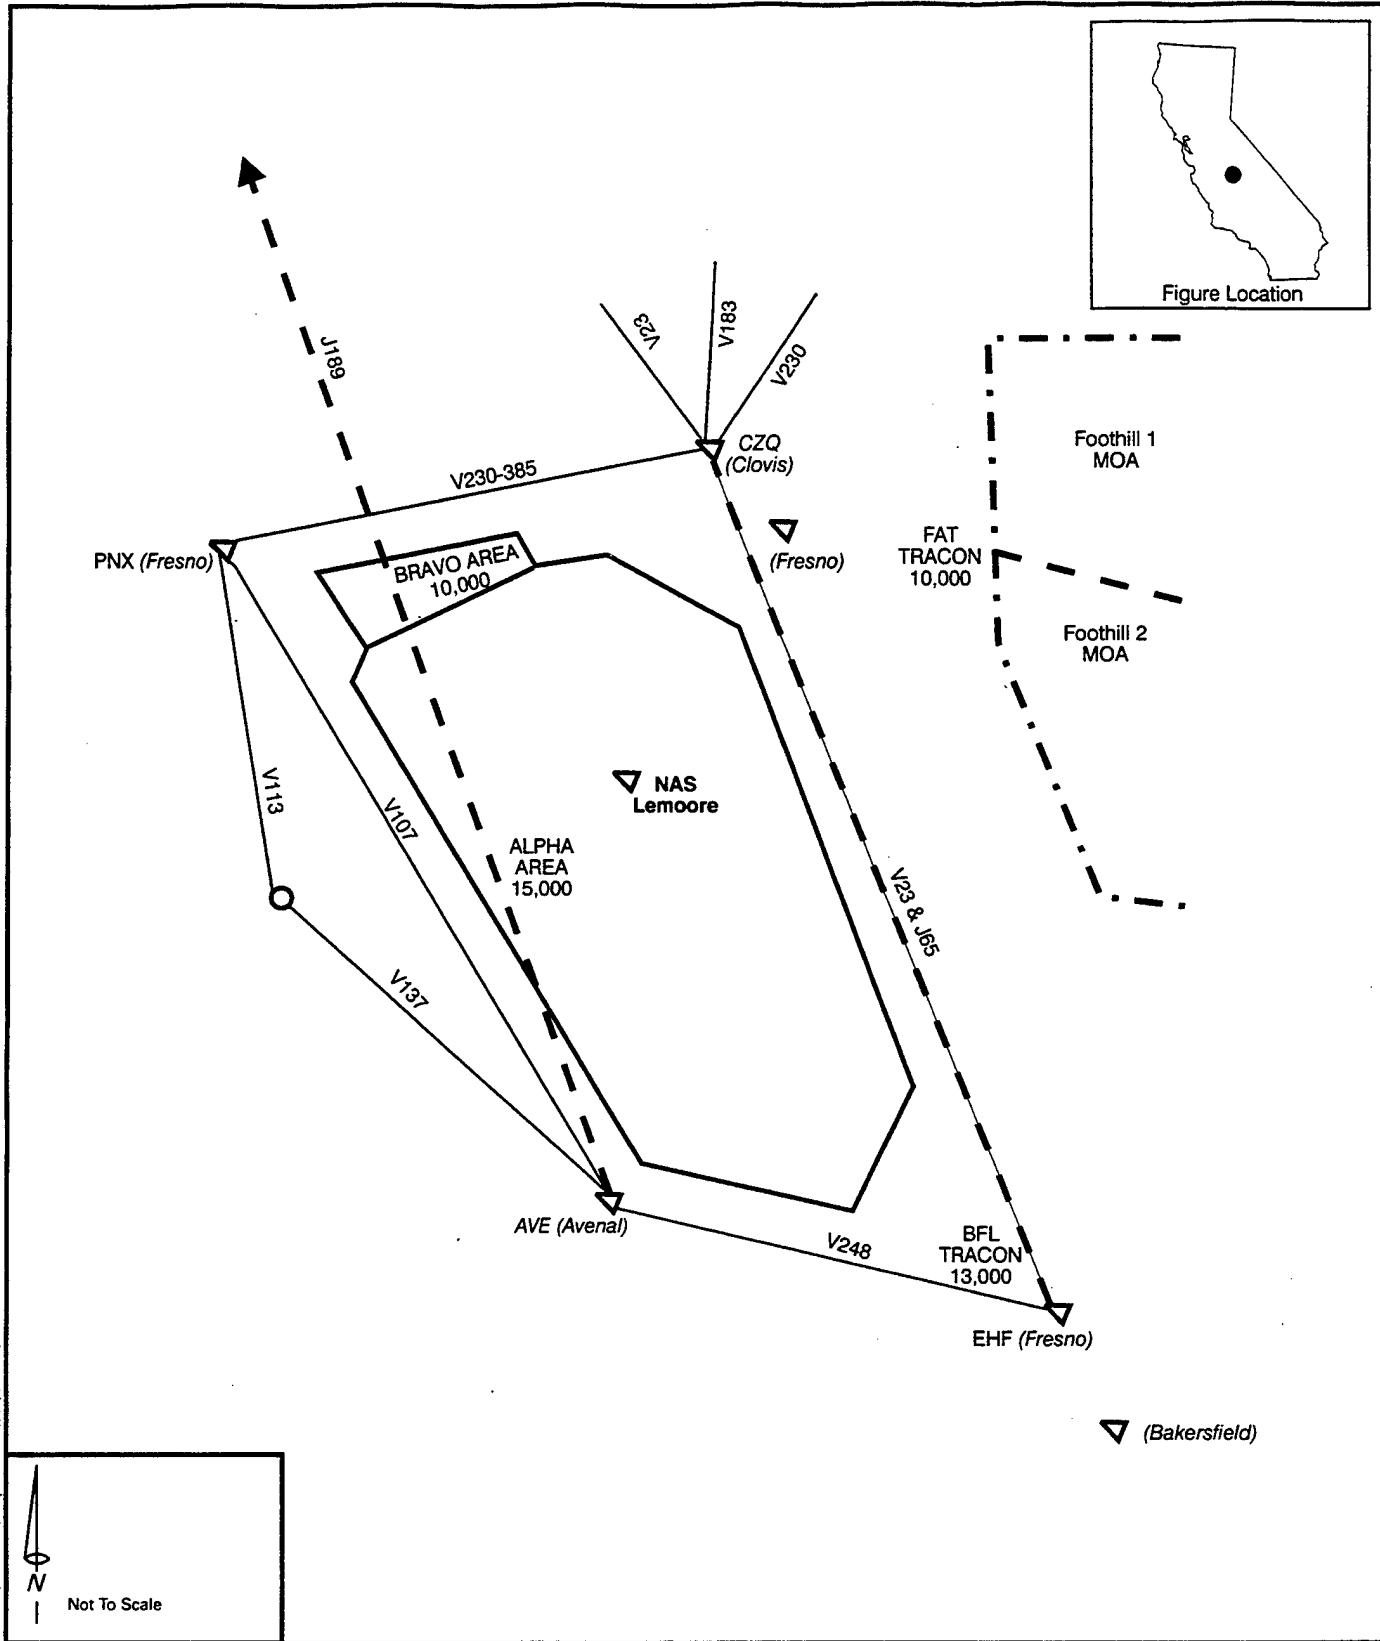 Figure Location
J189
V23
V183
V230
CZQ
(Clovis)
Foothill 1
MOA
V230-385
PNX (Fresno)
BRAVO AREA
10,000
(Fresno)
FAT
TRACON
10,000
Foothill 2
MOA
NAS
Lemoore
V113
V107
ALPHA
AREA
15,000
V23 & J65
V137
AVE (Avenal)
V248
BFL
TRACON
13,000
EHF (Fresno)
(Bakersfield)
N
Not To Scale